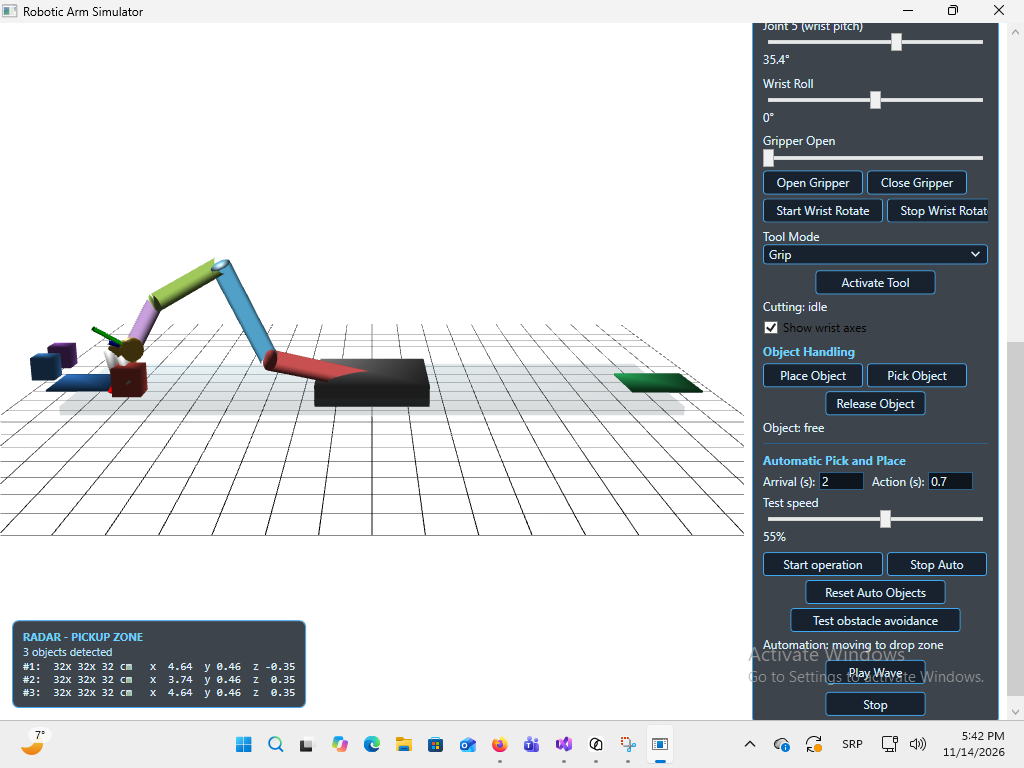 Robotic Arm Simulator
Joint 5 (wrist pitch)
35.4°
Wrist Roll
0°
Gripper Open
Open Gripper Close Gripper
Start Wrist Rotate Stop Wrist Rotat
Tool Mode
Grip
Activate Tool
Cutting: idle
Show wrist axes
Object Handling
Place Object Pick Object
Release Object
Object: free
Automatic Pick and Place
Arrival (s): 2 Action (s): 0.7
Test speed
55%
Start operation Stop Auto
Reset Auto Objects
Test obstacle avoidance
Automation: moving to drop zone
Play Wave
Stop
Activate Windows
Go to Settings to activate Windows.
RADAR - PICKUP ZONE
3 objects detected
#1: 32x 32x 32 cm x 4.64 y 0.46 z -0.35
#2: 32x 32x 32 cm x 3.74 y 0.46 z 0.35
#3: 32x 32x 32 cm x 4.64 y 0.46 z 0.35
7°
SRP
5:42 PM
11/14/2026